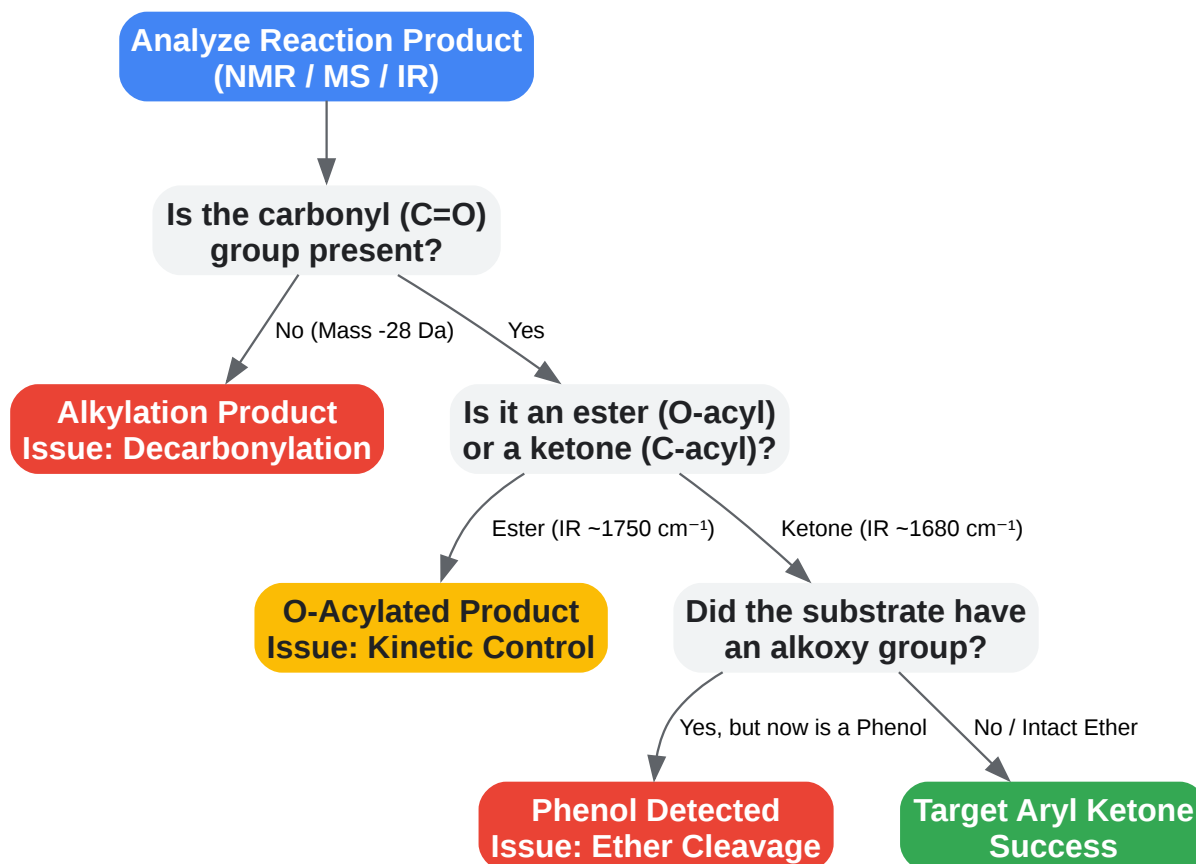 Analyze Reaction Product
(NMR / MS / IR)
Is the carbonyl (C=O)
group present?
No (Mass -28 Da)
Yes
Alkylation Product
Issue: Decarbonylation
Is it an ester (O-acyl)
or a ketone (C-acyl)?
Ester (IR ~1750 cm⁻¹)
Ketone (IR ~1680 cm⁻¹)
O-Acylated Product
Issue: Kinetic Control
Did the substrate have
an alkoxy group?
Yes, but now is a Phenol
No / Intact Ether
Phenol Detected
Issue: Ether Cleavage
Target Aryl Ketone
Success